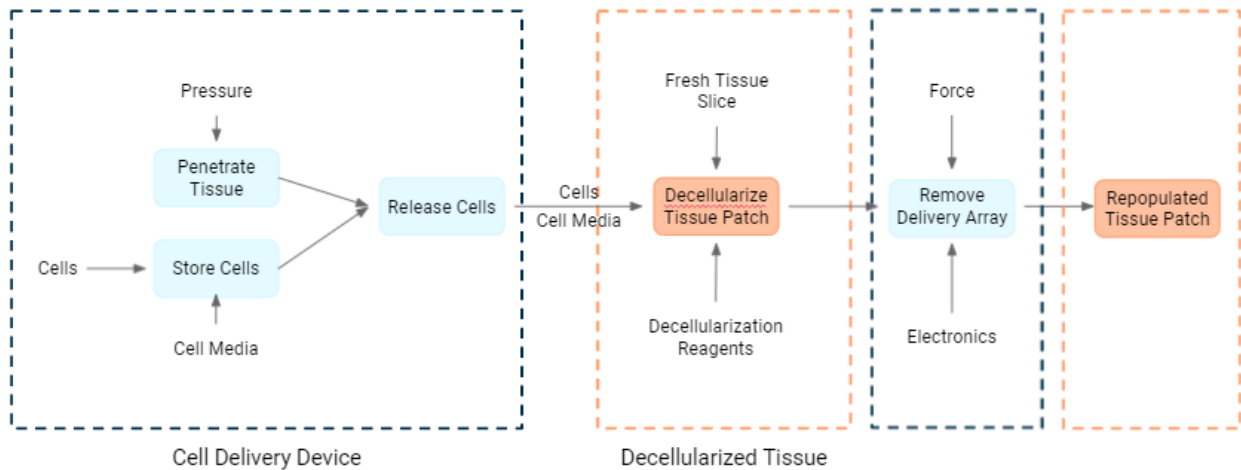 Pressure
Penetrate
Tissue
Cells
Store Cells
Cell Media
Release Cells
Cells
Cell Media
Fresh Tissue
Slice
Decellularize
Tissue Patch
Decellularization
Reagents
Force
Remove
Delivery Array
Electronics
Repopulated
Tissue Patch
Cell Delivery Device
Decellularized Tissue